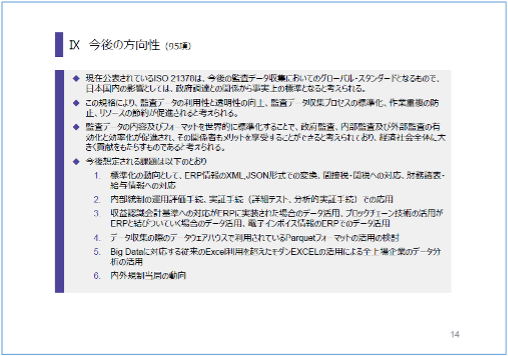 Ⅸ 今後の方向性（95項）
◆ 現在公表されているISO 21378は、今後の監査データ収集においてのグローバル・スタンダードとなるもので、
日本国内の影響としては、政府調達との関係から事実上の標準となると考えられる。
◆ この規格により、監査データの利用性と透明性の向上、監査データ収集プロセスの標準化、作業重複の防
止、リソースの節約が促進されると考えられる。
◆ 監査データの内容及びフォーマットを世界的に標準化することで、政府監査、内部監査及び外部監査の有
効化と効率化が促進され、その関係者もメリットを享受することができると考えられており、経済社会全体に大
きく貢献をもたらすものであると考えられる。
◆ 今後想定される課題は以下のとおり
1. 標準化の動向として、ERP情報のXML,JSON形式での変換、間接税・関税への対応、財務諸表・
給与情報への対応
2. 内部統制の運用評価手続、実証手続（詳細テスト、分析的実証手続）での応用
3. 収益認識会計基準への対応がERPに実装された場合のデータ活用、ブロックチェーン技術の活用が
ERPと結びついていく場合のデータ活用、電子インボイス情報のERPでのデータ活用
4. データ収集の際のデータウェアハウスで利用されているParquetフォーマットの活用の検討
5. Big Dataに対応する従来のExcel利用を超えたモダンEXCELの活用による全上場企業のデータ分
析の活用
6. 内外規制当局の動向
14